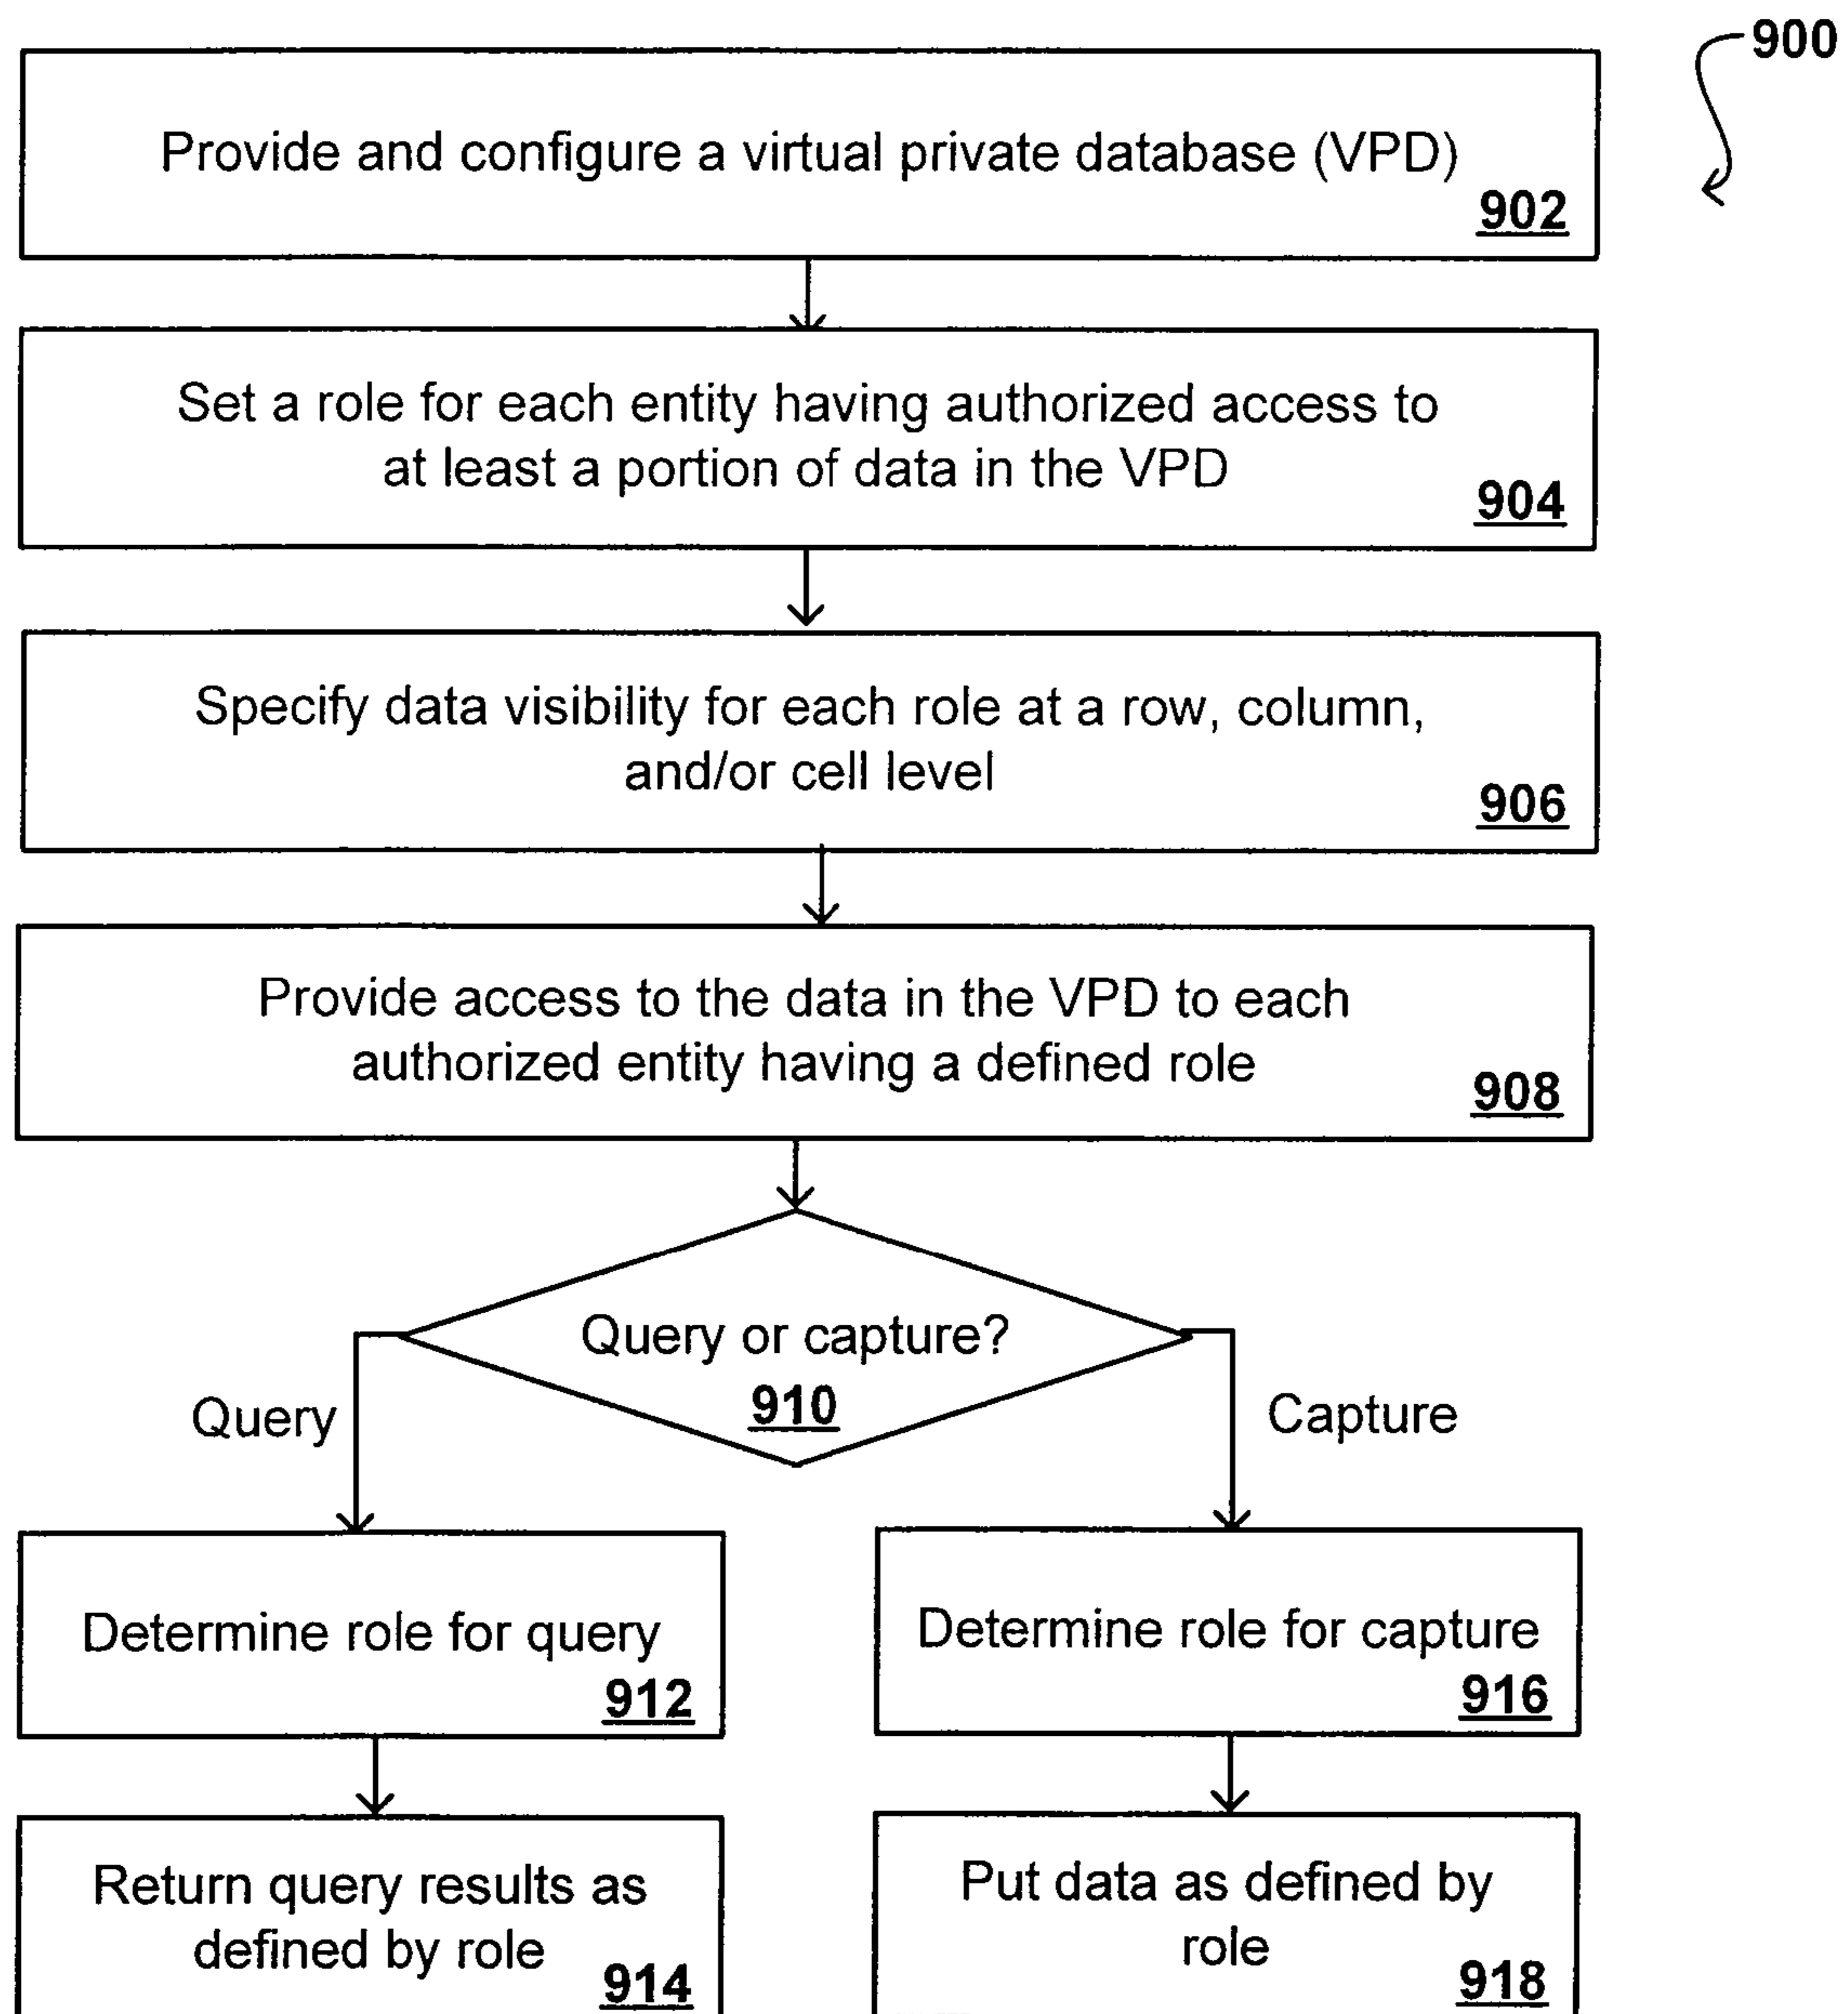 900
Provide and configure a virtual private database (VPD)
902
Set a role for each entity having authorized access to
at least a portion of data in the VPD
904
Specify data visibility for each role at a row, column,
and/or cell level
906
Provide access to the data in the VPD to each
authorized entity having a defined role
908
Query or capture?
910
Query
Capture
Determine role for query
912
Determine role for capture
916
Return query results as
defined by role
914
Put data as defined by
role
918